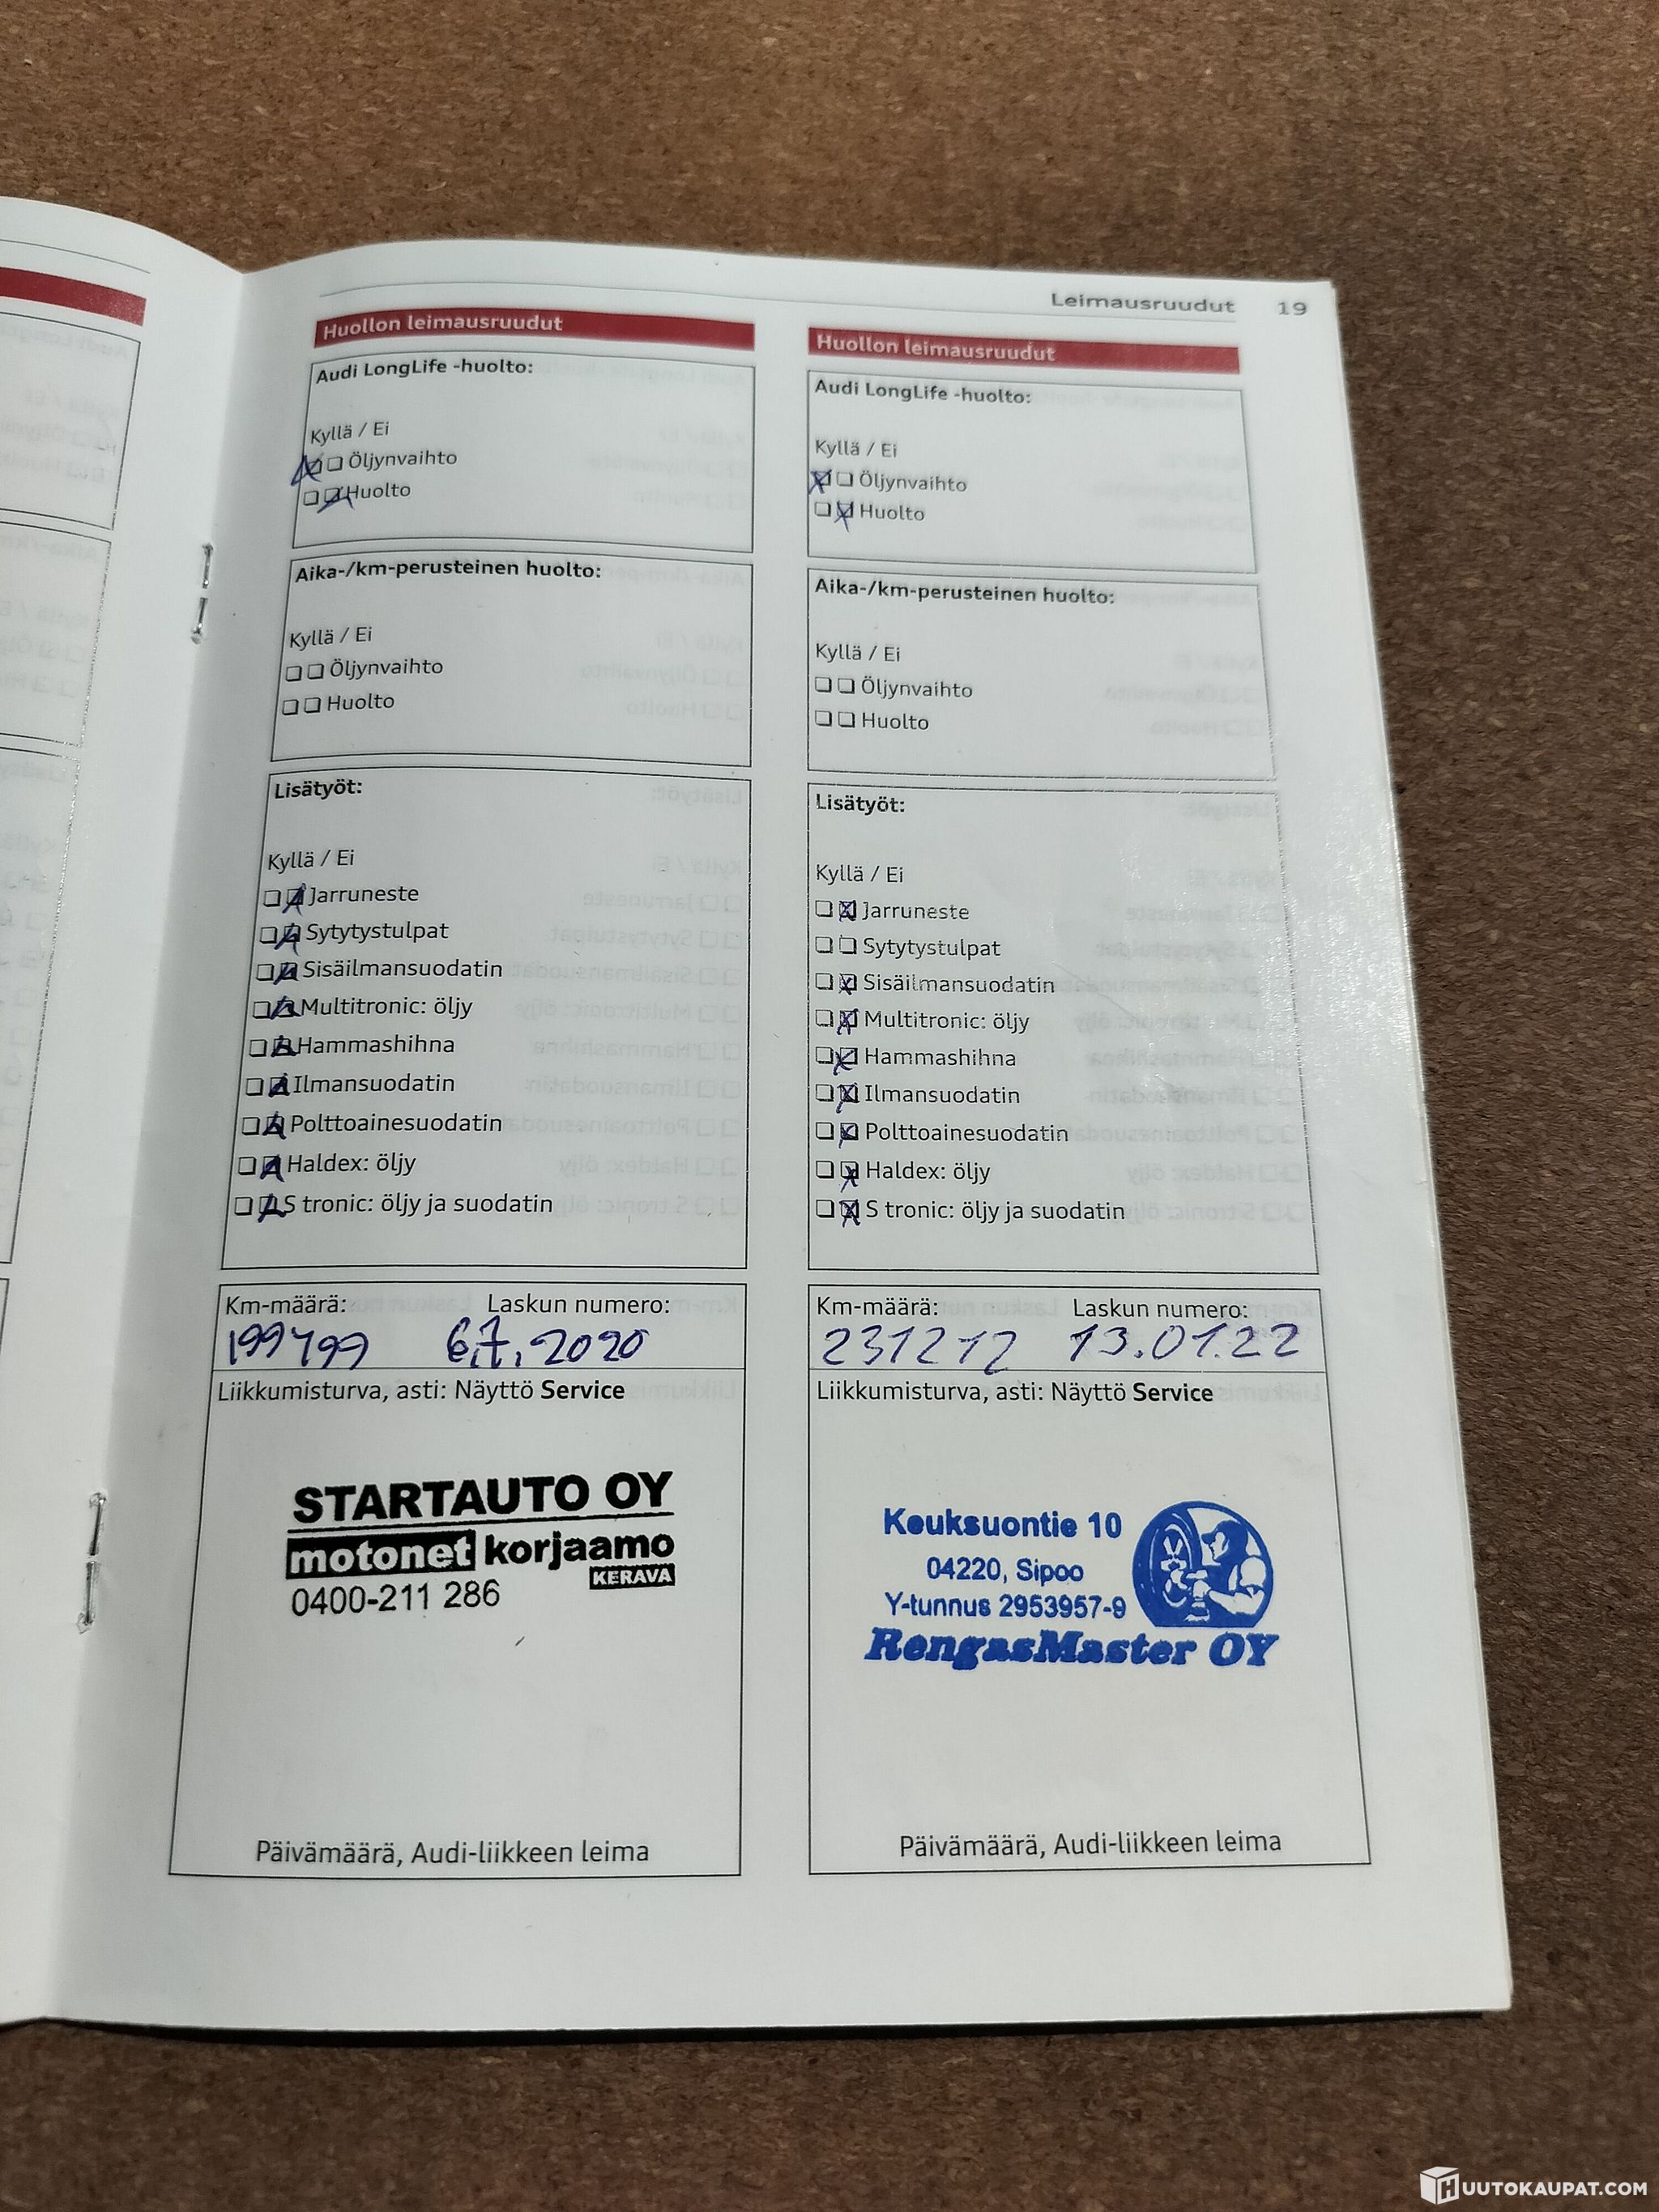 Leimausruudut 19
Huollon leimausruudut
Audi LongLife -huolto:
Kyllä / Ei
Öljynvaihto
Huolto
Aika-/km-perusteinen huolto:
Kyllä / Ei
Öljynvaihto
Huolto
Lisätyöt:
Kyllä / Ei
Jarruneste
Sytytystulpat
Sisäilmansuodatin
Multitronic: öljy
Hammashihna
Ilmansuodatin
Polttoainesuodatin
Haldex: öljy
S tronic: öljy ja suodatin
Km-määrä: Laskun numero:
199499 6.7.2020
Liikkumisturva, asti: Näyttö Service
STARTAUTO OY
motonet korjaamo
KERAVA
0400-211 286
Päivämäärä, Audi-liikkeen leima
Huollon leimausruudut
Audi LongLife -huolto:
Kyllä / Ei
Öljynvaihto
Huolto
Aika-/km-perusteinen huolto:
Kyllä / Ei
Öljynvaihto
Huolto
Lisätyöt:
Kyllä / Ei
Jarruneste
Sytytystulpat
Sisäilmansuodatin
Multitronic: öljy
Hammashihna
Ilmansuodatin
Polttoainesuodatin
Haldex: öljy
S tronic: öljy ja suodatin
Km-määrä: Laskun numero:
231212 13.01.22
Liikkumisturva, asti: Näyttö Service
Keuksuontie 10
04220, Sipoo
Y-tunnus 2953957-9
RengasMaster OY
Päivämäärä, Audi-liikkeen leima
HUUTOKAUPAT.COM